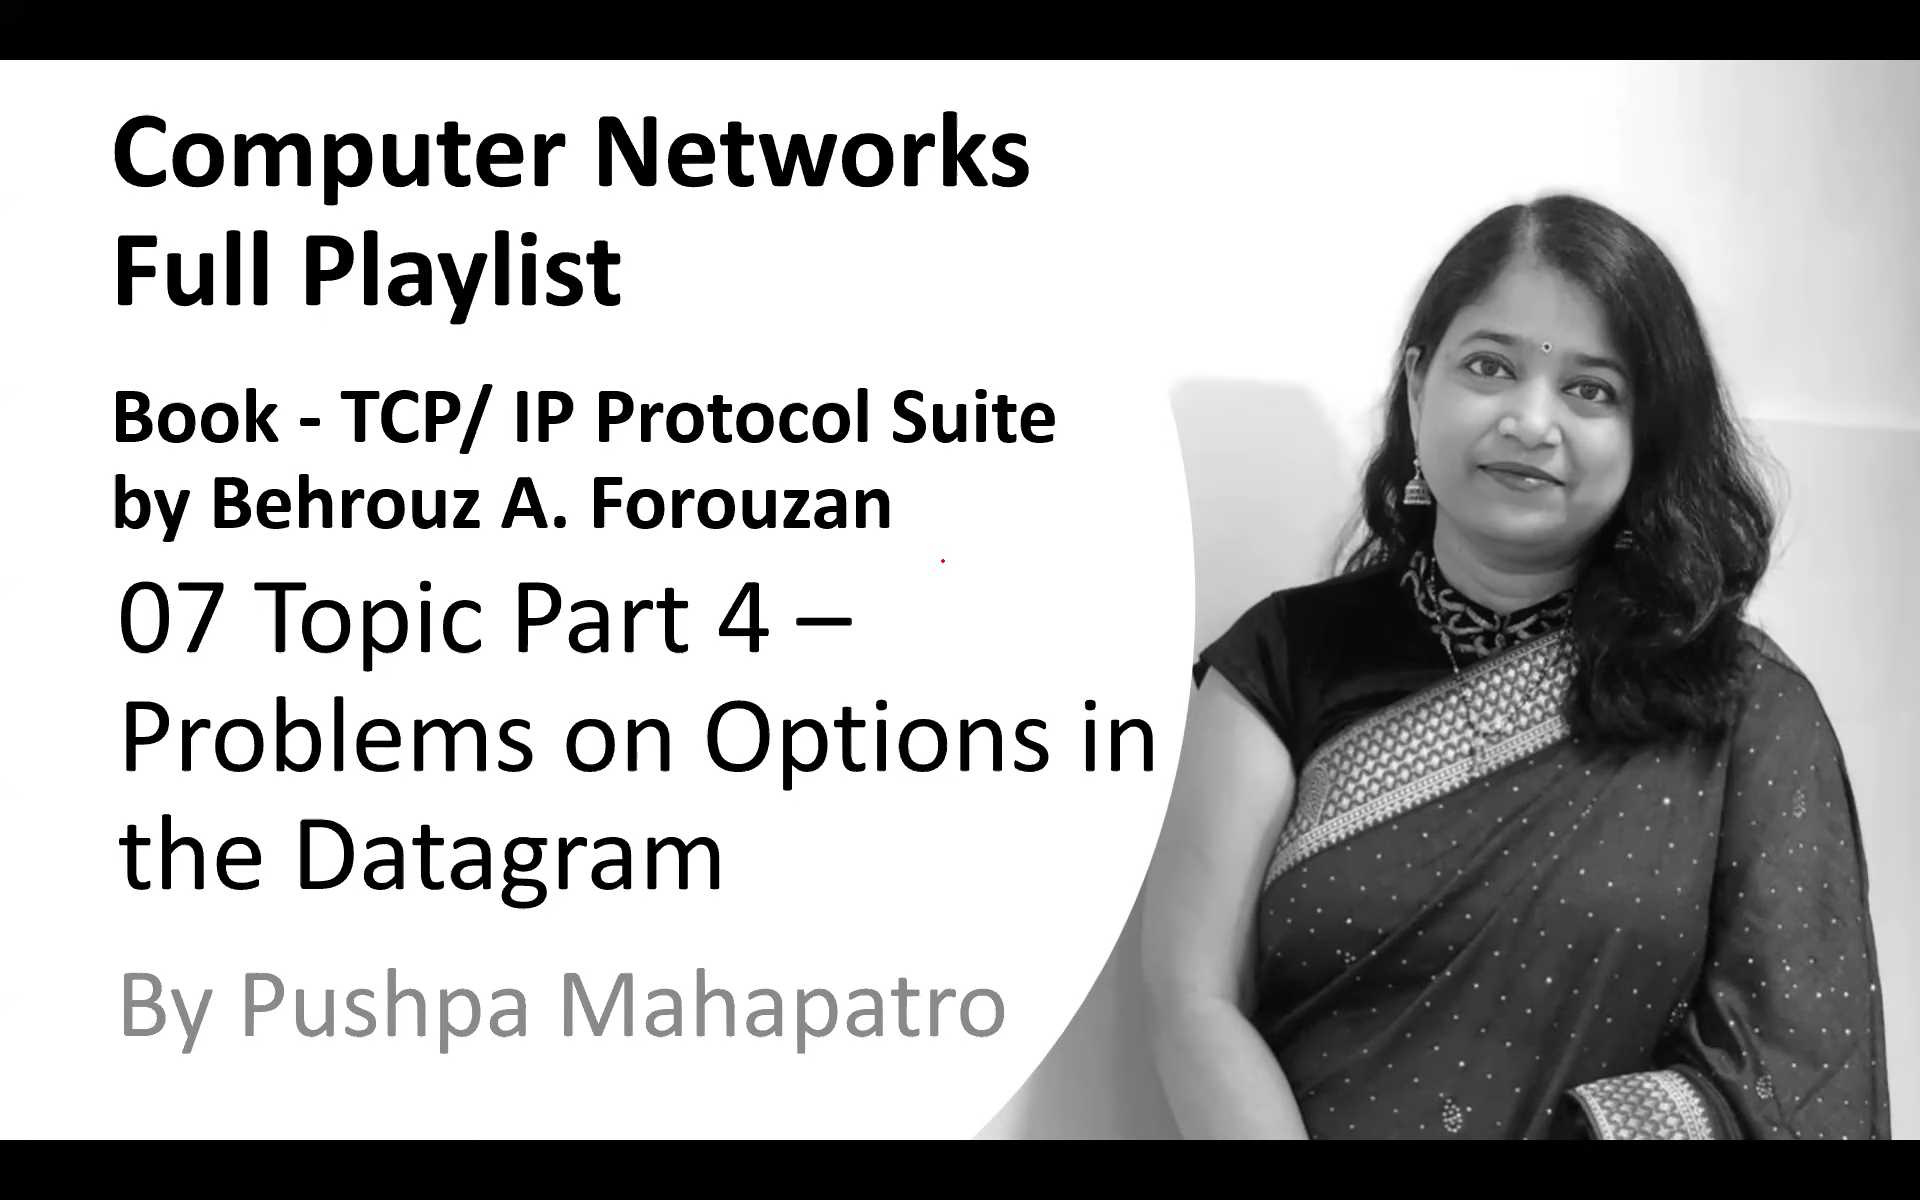 Computer Networks
Full Playlist
Book - TCP/ IP Protocol Suite
by Behrouz A. Forouzan
07 Topic Part 4 –
Problems on Options in
the Datagram
By Pushpa Mahapatro